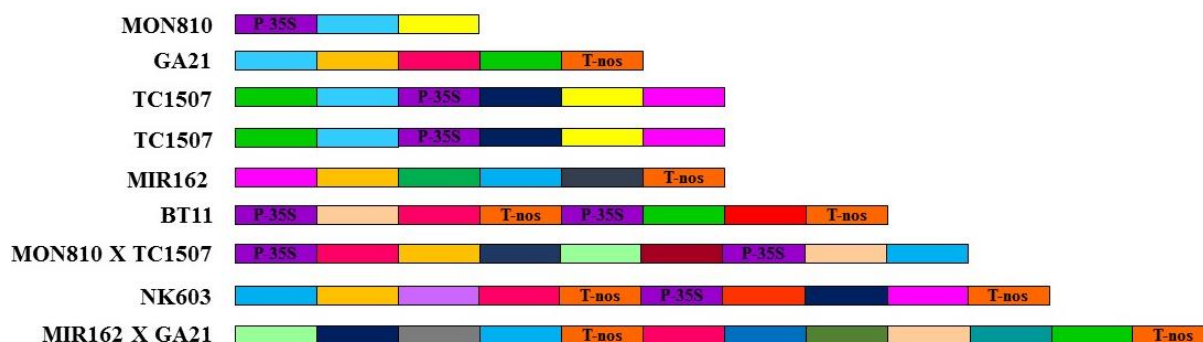 MON810 P-35S
GA21 T-nos
TC1507 P-35S
TC1507 P-35S
MIR162 T-nos
BT11 P-35S T-nos P-35S T-nos
MON810 X TC1507 P-35S P-35S
NK603 T-nos P-35S T-nos
MIR162 X GA21 T-nos T-nos